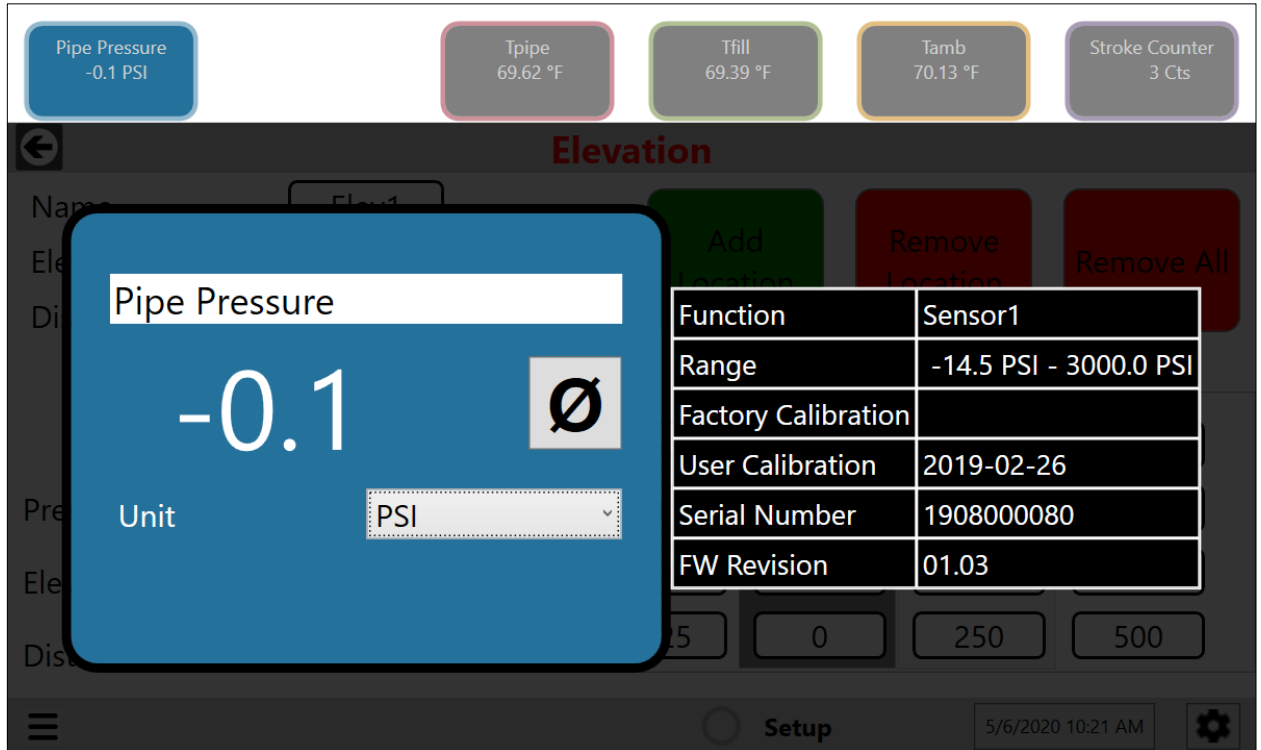 Pipe Pressure
-0.1 PSI
Tpipe
69.62 °F
Tfill
69.39 °F
Tamb
70.13 °F
Stroke Counter
3 Cts
Elevation
Add
Location
Remove
Location
Remove All
Pipe Pressure
-0.1
Ø
Unit
PSI
Function Sensor1
Range -14.5 PSI - 3000.0 PSI
Factory Calibration
User Calibration 2019-02-26
Serial Number 1908000080
FW Revision 01.03
0
250
500
Setup
5/6/2020 10:21 AM